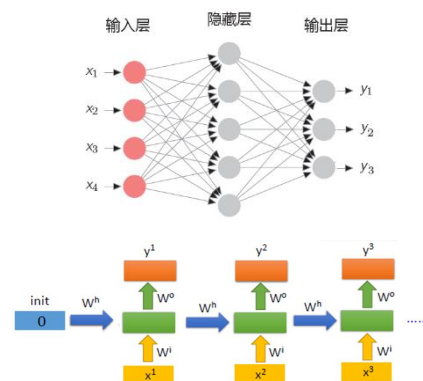 输入层 隐藏层 输出层
x₁ y₁
x₂ y₂
x₃ y₃
x₄
y¹ y² y³
init Wʰ Wᵒ Wʰ Wᵒ Wʰ Wᵒ
0 ......
Wⁱ Wⁱ Wⁱ
x¹ x² x³